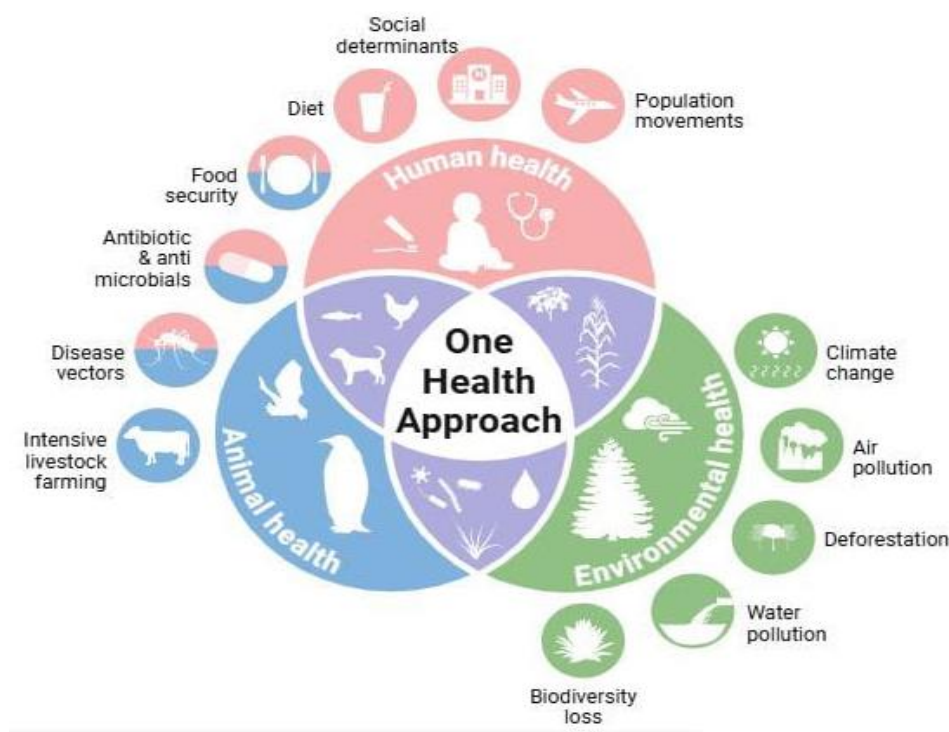 Social
determinants
Diet
Population
movements
Human health
Food
security
Antibiotic
& anti
microbials
One
Health
Approach
Disease
vectors
Climate
change
Intensive
livestock
farming
Animal health
Environmental health
Air
pollution
Deforestation
Water
pollution
Biodiversity
loss